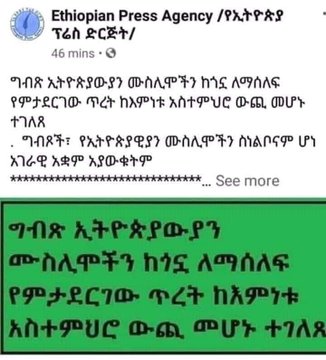 Ethiopian Press Agency /የኢትዮጵያ
ፕሬስ ድርጅት/
46 mins ·
ግብጽ ኢትዮጵያውያን ሙስሊሞችን ከጎኗ ለማሰለፍ
የምታደርገው ጥረት ከእምነቱ አስተምህሮ ውጪ መሆኑ
ተገለጸ
. ግብጾች፣ የኢትዮጵያዊያን ሙስሊሞችን ስነልቦናም ሆነ
አገራዊ አቋም አያውቁትም
*******************************... See more
ግብጽ ኢትዮጵያውያን
ሙስሊሞችን ከጎኗ ለማሰለፍ
የምታደርገው ጥረት ከእምነቱ
አስተምህሮ ውጪ መሆኑ ተገለጸ